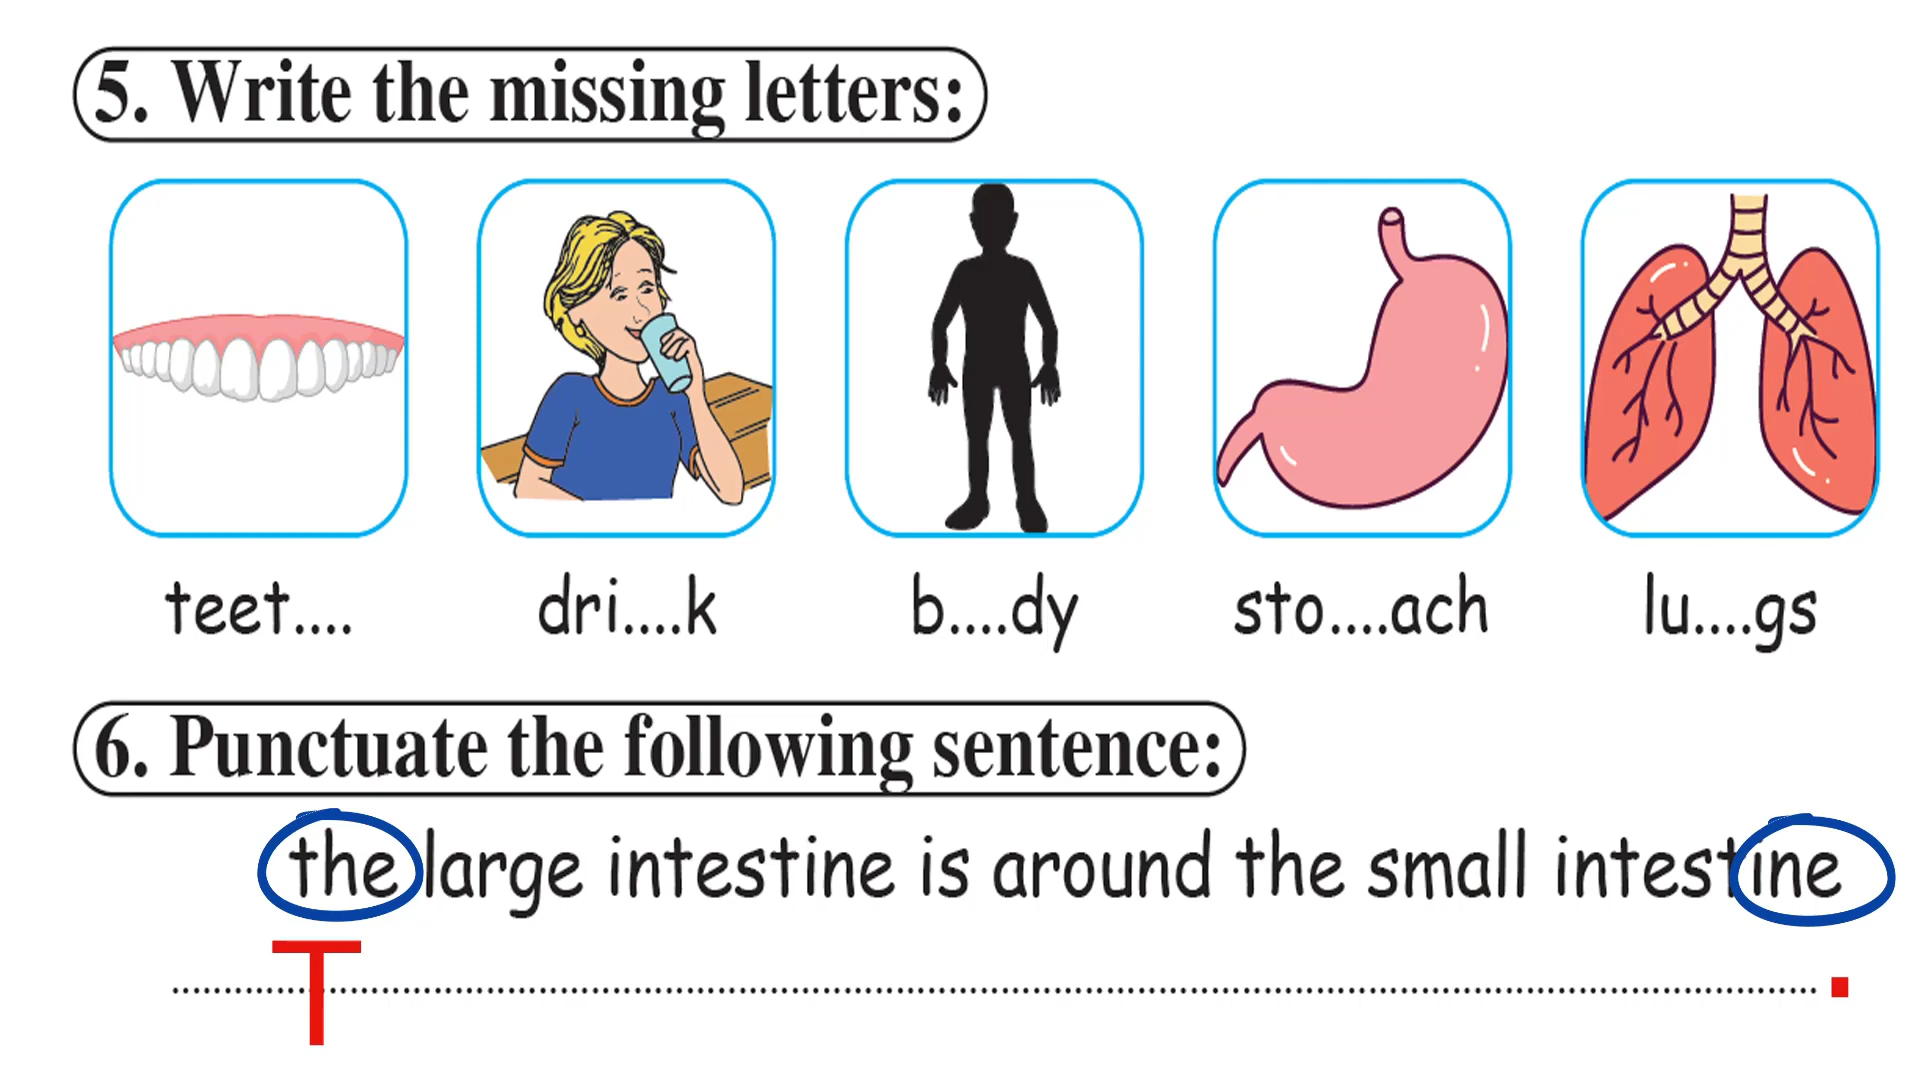 5. Write the missing letters:
teet.... dri....k b....dy sto....ach lu....gs
6. Punctuate the following sentence:
the large intestine is around the small intestine
T .